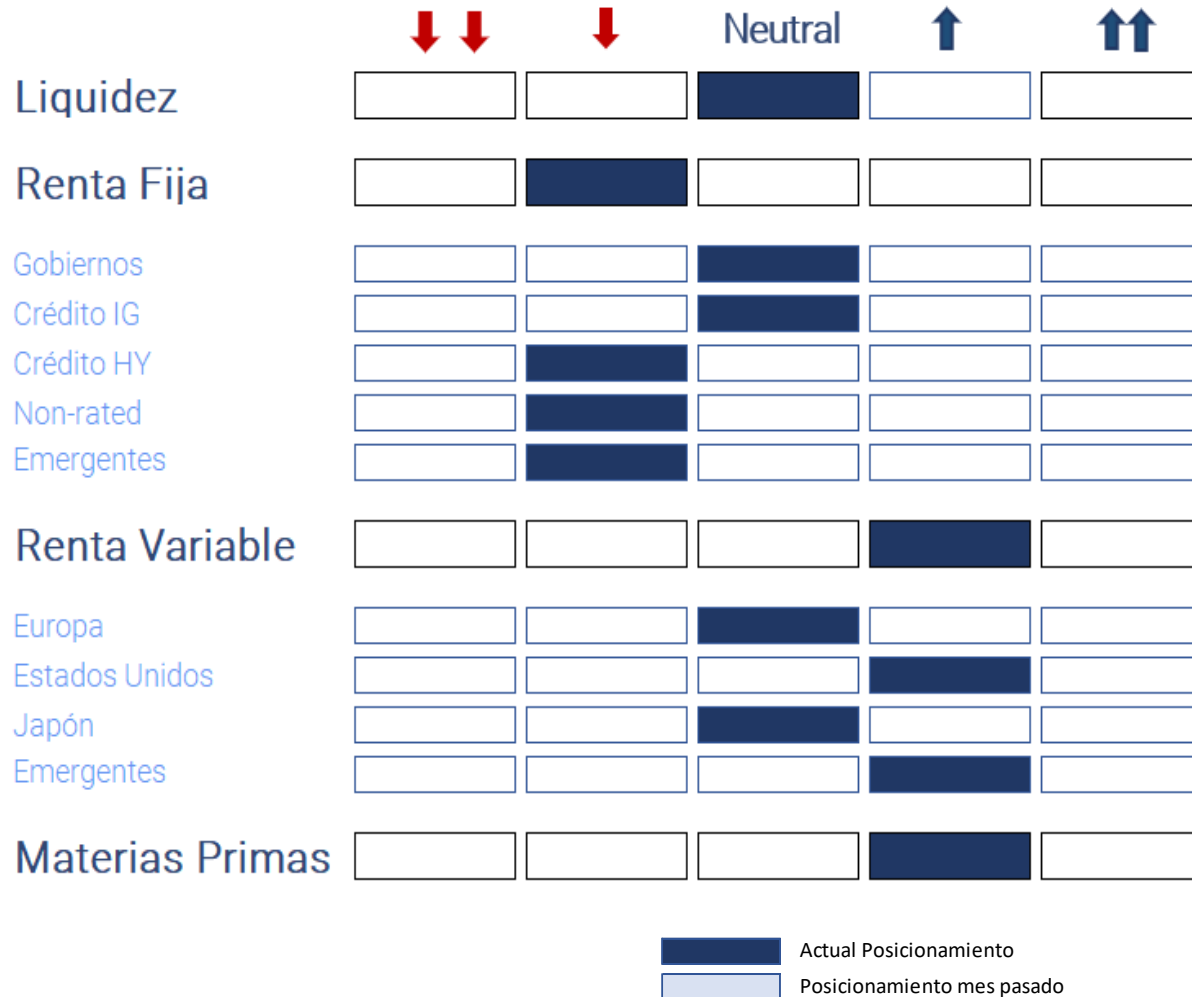 Neutral
Liquidez
Renta Fija
Gobiernos
Crédito IG
Crédito HY
Non-rated
Emergentes
Renta Variable
Europa
Estados Unidos
Japón
Emergentes
Materias Primas
Actual Posicionamiento
Posicionamiento mes pasado